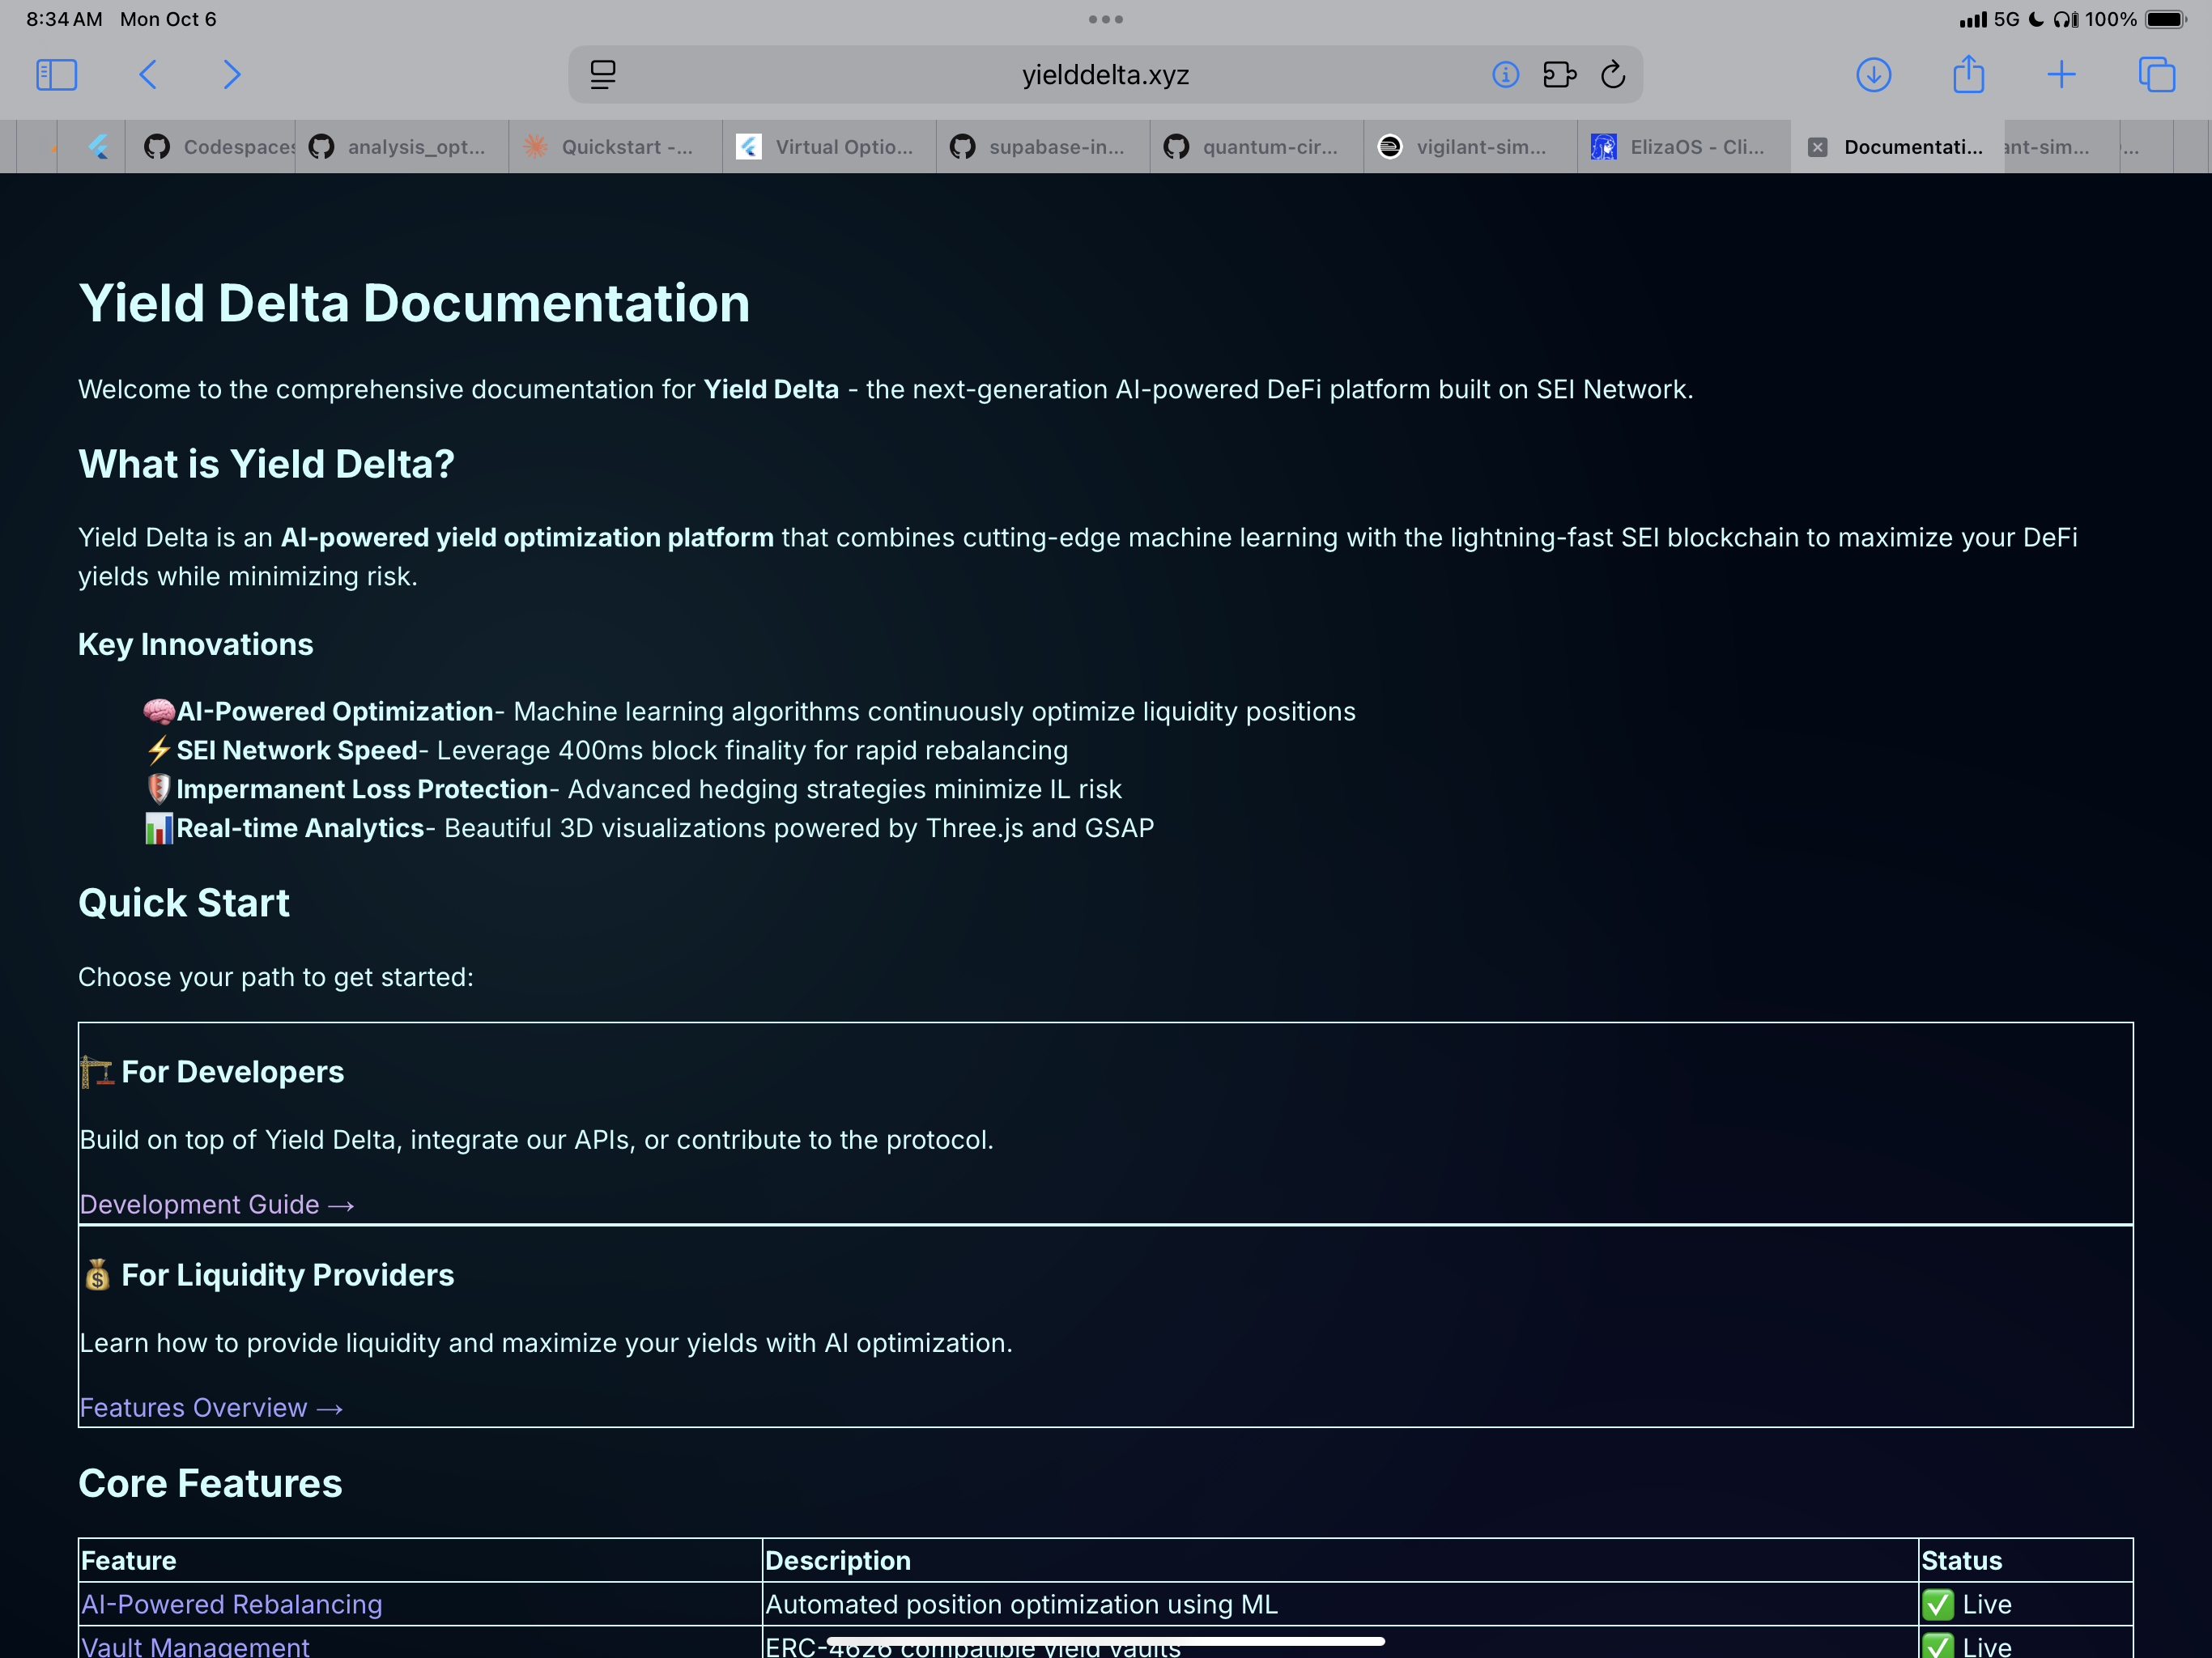 8:34 AM Mon Oct 6
5G 100%
yielddelta.xyz
Codespaces
analysis_opt...
Quickstart -...
Virtual Optio...
supabase-in...
quantum-cir...
vigilant-sim...
ElizaOS - Cli...
Documentati...
ant-sim...
...
Yield Delta Documentation
Welcome to the comprehensive documentation for Yield Delta - the next-generation AI-powered DeFi platform built on SEI Network.
What is Yield Delta?
Yield Delta is an AI-powered yield optimization platform that combines cutting-edge machine learning with the lightning-fast SEI blockchain to maximize your DeFi
yields while minimizing risk.
Key Innovations
🧠AI-Powered Optimization- Machine learning algorithms continuously optimize liquidity positions
⚡SEI Network Speed- Leverage 400ms block finality for rapid rebalancing
🛡️Impermanent Loss Protection- Advanced hedging strategies minimize IL risk
📊Real-time Analytics- Beautiful 3D visualizations powered by Three.js and GSAP
Quick Start
Choose your path to get started:
🏗️ For Developers
Build on top of Yield Delta, integrate our APIs, or contribute to the protocol.
Development Guide →
💰 For Liquidity Providers
Learn how to provide liquidity and maximize your yields with AI optimization.
Features Overview →
Core Features
Feature Description Status
AI-Powered Rebalancing Automated position optimization using ML ✅ Live
Vault Management ERC-4626 compatible yield vaults ✅ Live